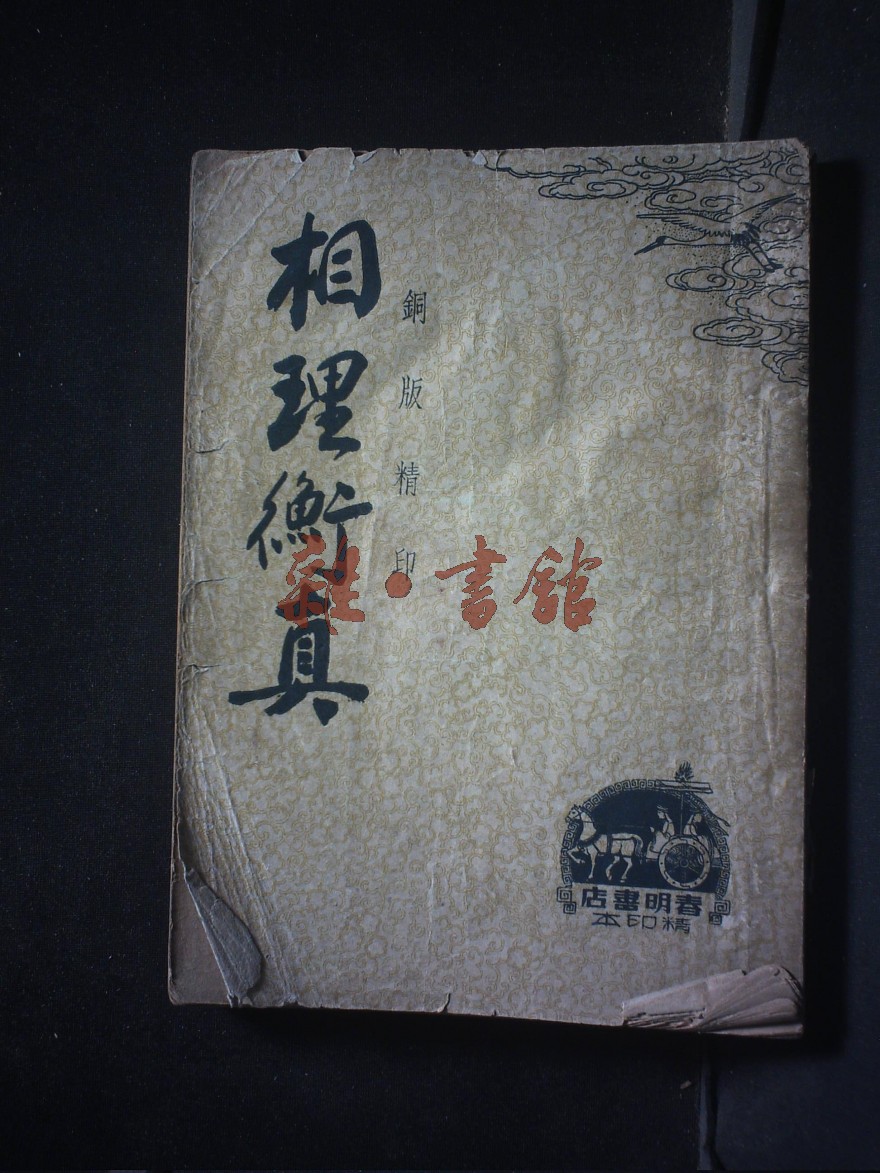 相理衡真
銅版精印
雜·書館
春明書店
精印本